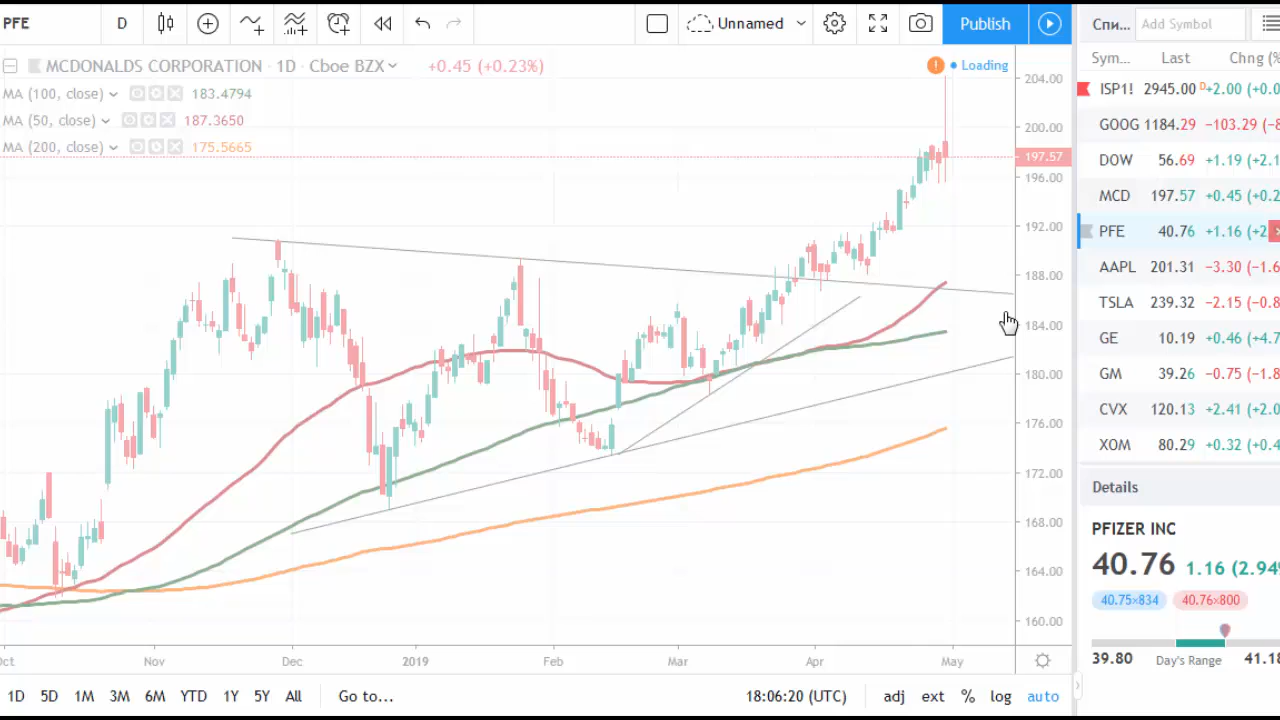 PFE D Unnamed Publish Спи... Add Symbol
Sym... Last Chng (%
MCDONALDS CORPORATION · 1D · Cboe BZX +0.45 (+0.23%) Loading
MA (100, close) 183.4794
MA (50, close) 187.3650
MA (200, close) 175.5665
204.00
200.00
197.57
196.00
192.00
188.00
184.00
180.00
176.00
172.00
168.00
164.00
160.00
Oct Nov Dec 2019 Feb Mar Apr May
1D 5D 1M 3M 6M YTD 1Y 5Y All Go to... 18:06:20 (UTC) adj ext % log auto
ISP1! 2945.00 D +2.00 (+0.0
GOOG 1184.29 −103.29 (−8
DOW 56.69 +1.19 (+2.1
MCD 197.57 +0.45 (+0.2
PFE 40.76 +1.16 (+2
AAPL 201.31 −3.30 (−1.6
TSLA 239.32 −2.15 (−0.8
GE 10.19 +0.46 (+4.7
GM 39.26 −0.75 (−1.8
CVX 120.13 +2.41 (+2.0
XOM 80.29 +0.32 (+0.4
Details
PFIZER INC
40.76 1.16 (2.94%
40.75×834 40.76×800
39.80 Day's Range 41.18